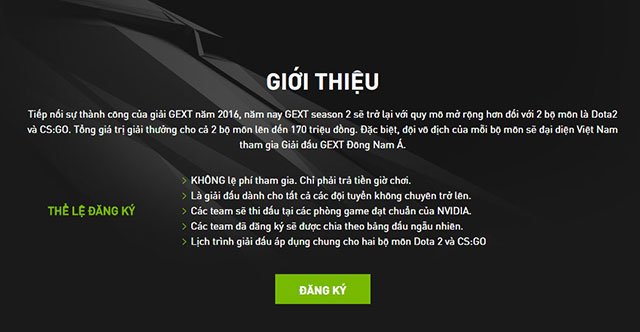 GIỚI THIỆU
Tiếp nối sự thành công của giải GEXT năm 2016, năm nay GEXT season 2 sẽ trở lại với quy mô mở rộng hơn đối với 2 bộ môn là Dota2
và CS:GO. Tổng giá trị giải thưởng cho cả 2 bộ môn lên đến 170 triệu đồng. Đặc biệt, đội vô địch của mỗi bộ môn sẽ đại diện Việt Nam
tham gia Giải đấu GEXT Đông Nam Á.
THỂ LỆ ĐĂNG KÝ
> KHÔNG lệ phí tham gia. Chỉ phải trả tiền giờ chơi.
> Là giải đấu dành cho tất cả các đội tuyển không chuyên trở lên.
> Các team sẽ thi đấu tại các phòng game đạt chuẩn của NVIDIA.
> Các team đã đăng ký sẽ được chia theo bảng đấu ngẫu nhiên.
> Lịch trình giải đấu áp dụng chung cho hai bộ môn Dota 2 và CS:GO
ĐĂNG KÝ